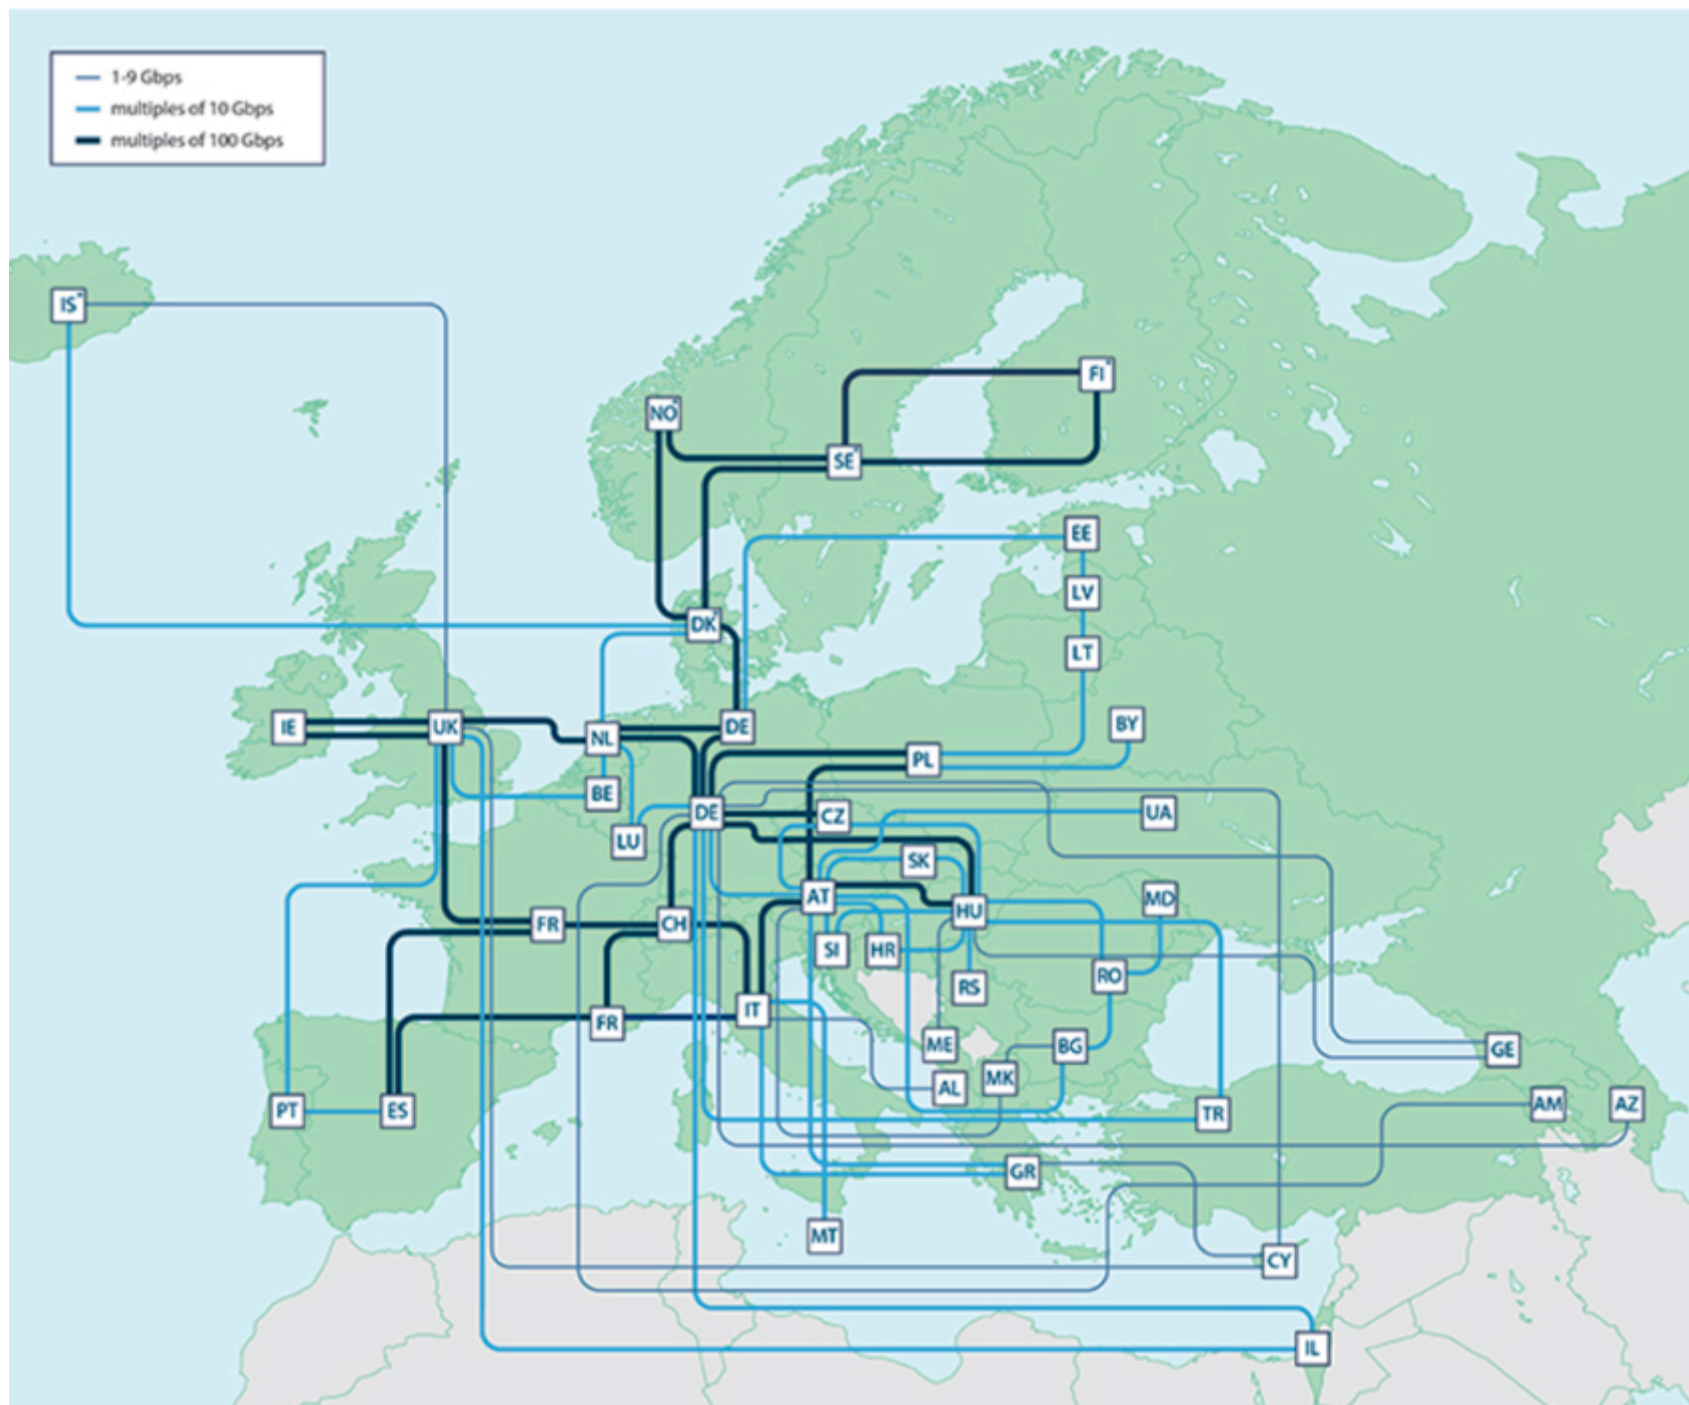 1-9 Gbps
multiples of 10 Gbps
multiples of 100 Gbps
IS*
FI*
NO*
SE*
EE
LV
DK*
LT
IE
UK
NL
DE
BY
PL
BE
DE
CZ
UA
LU
SK
AT
MD
HU
FR
CH
SI
HR
RO
RS
IT
FR
ME
BG
GE
MK
AL
PT
ES
TR
AM
AZ
GR
MT
CY
IL